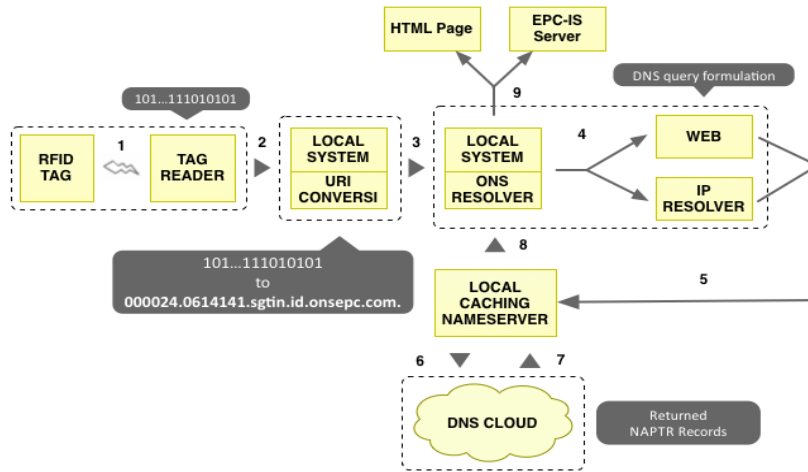 HTML Page
EPC-IS
Server
DNS query formulation
101...111010101
9
1
2
3
4
RFID
TAG
TAG
READER
LOCAL
SYSTEM
URI
CONVERSI
LOCAL
SYSTEM
ONS
RESOLVER
WEB
IP
RESOLVER
101...111010101
to
000024.0614141.sgtin.id.onsepc.com.
8
LOCAL
CACHING
NAMESERVER
5
6
7
DNS CLOUD
Returned
NAPTR Records